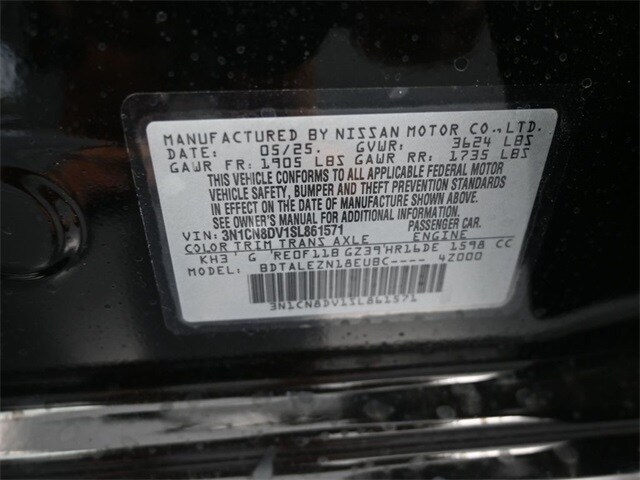 MANUFACTURED BY NISSAN MOTOR CO.,LTD.
DATE: 05/25. GVWR: 3624 LBS
GAWR FR: 1905 LBS GAWR RR: 1735 LBS
THIS VEHICLE CONFORMS TO ALL APPLICABLE FEDERAL MOTOR
VEHICLE SAFETY, BUMPER AND THEFT PREVENTION STANDARDS
IN EFFECT ON THE DATE OF MANUFACTURE SHOWN ABOVE.
SEE OWNER'S MANUAL FOR ADDITIONAL INFORMATION.
VIN: 3N1CN8DV1SL861571 PASSENGER CAR.
COLOR TRIM TRANS AXLE ENGINE
KH3' G 'RE0F11B GZ39'HR16DE 1598 CC
MODEL: BDTALEZN18EUBC---- 4Z000
3N1CN8DV1SL861571